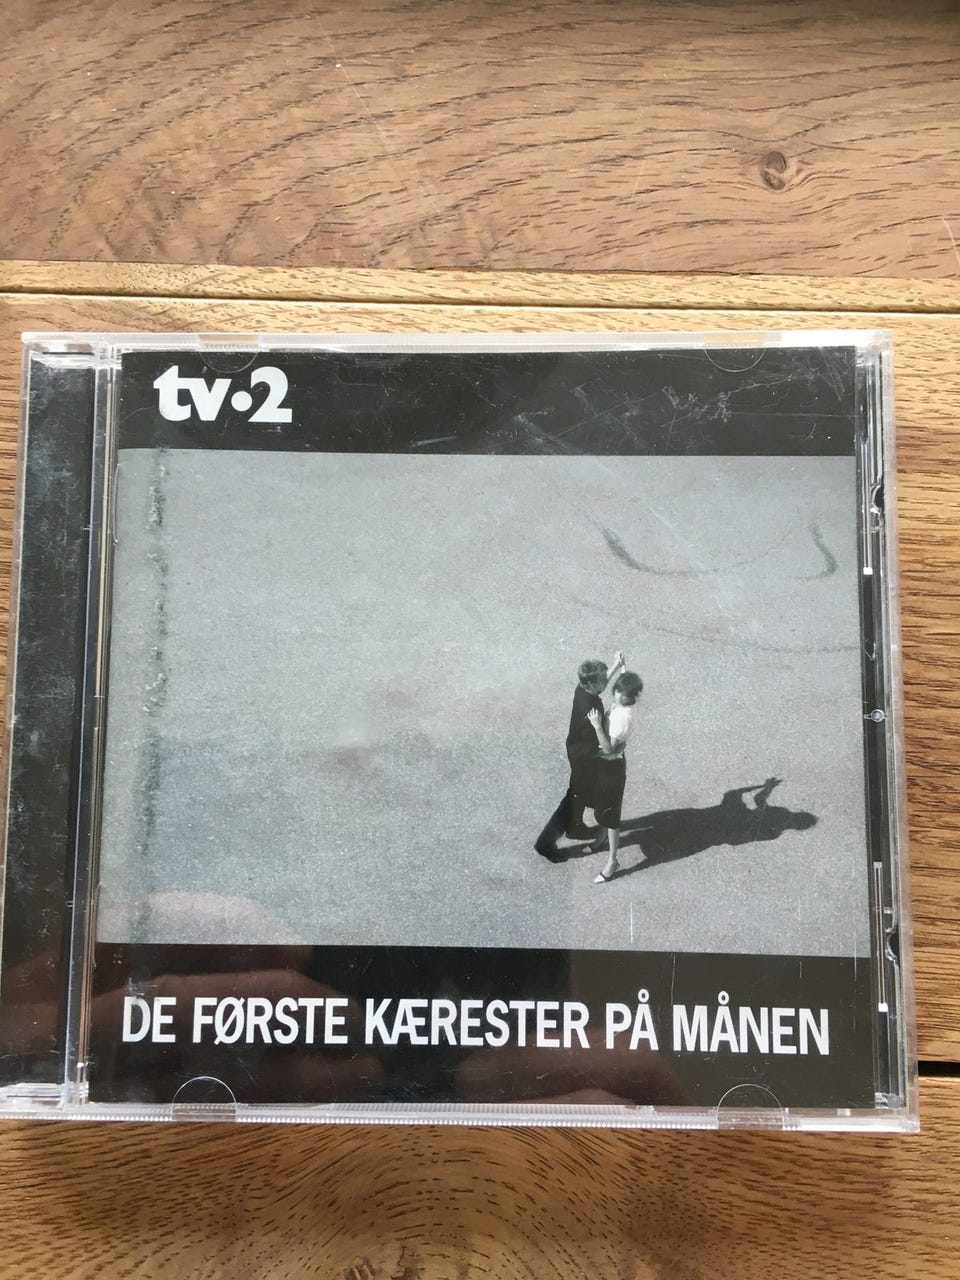 tv·2
DE FØRSTE KÆRESTER PÅ MÅNEN